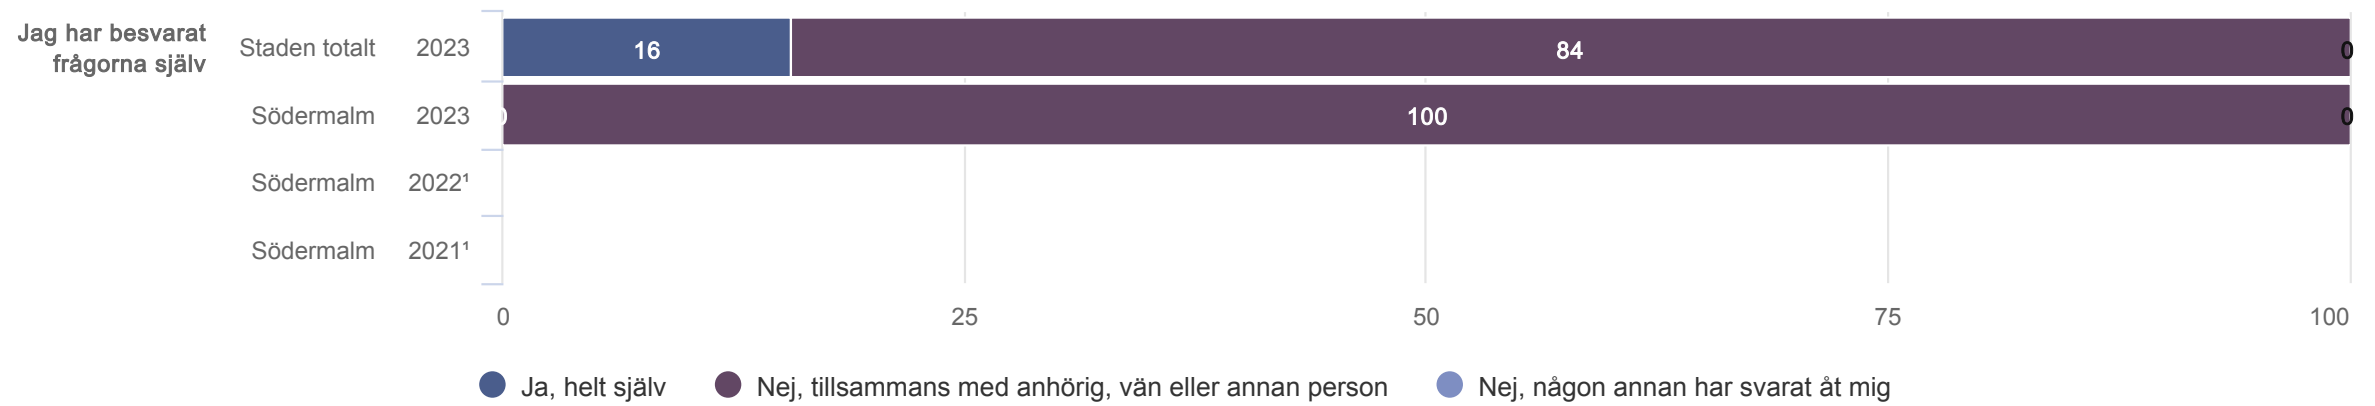 Jag har besvarat
frågorna själv
Staden totalt 2023 16 84 0
Södermalm 2023 0 100 0
Södermalm 2022¹
Södermalm 2021¹
0 25 50 75 100
Ja, helt själv Nej, tillsammans med anhörig, vän eller annan person Nej, någon annan har svarat åt mig